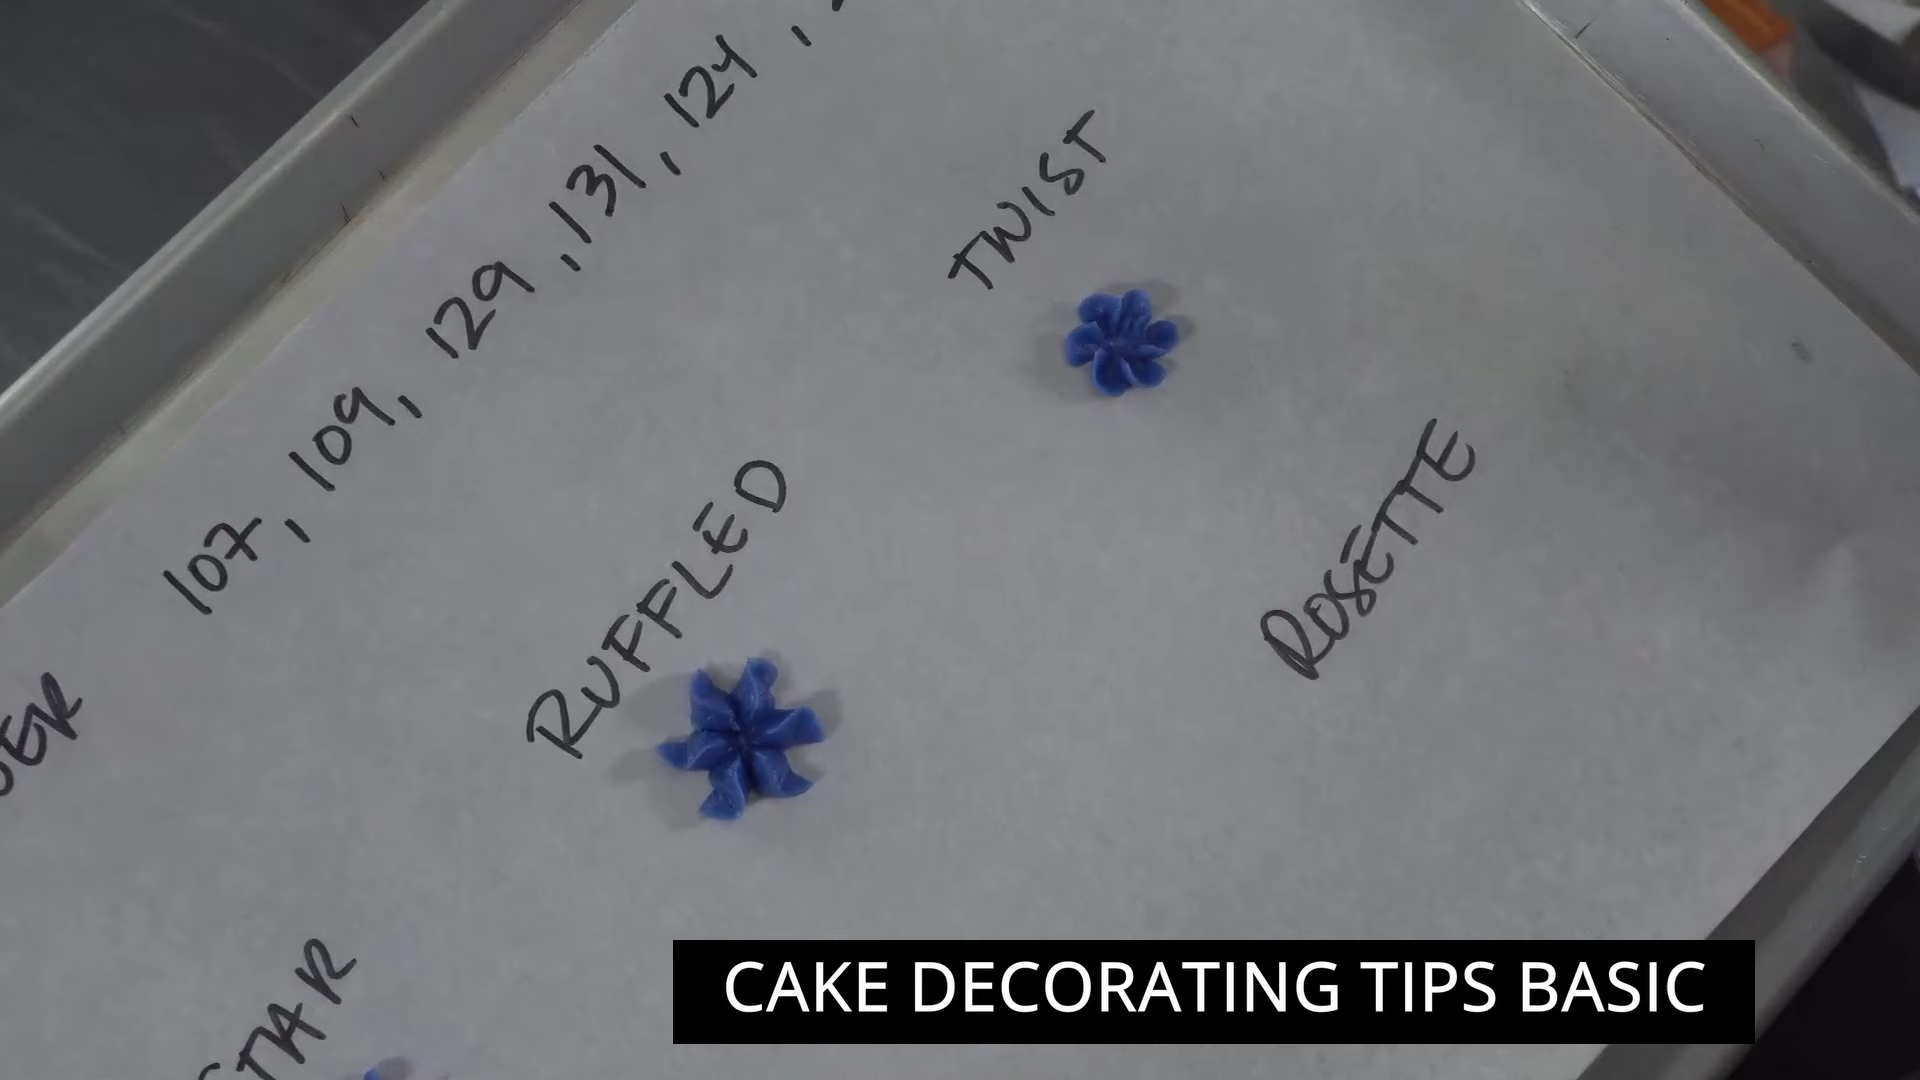 107, 109, 129, 131, 124,
TWIST
RUFFLED
ROSETTE
STAR
CAKE DECORATING TIPS BASIC